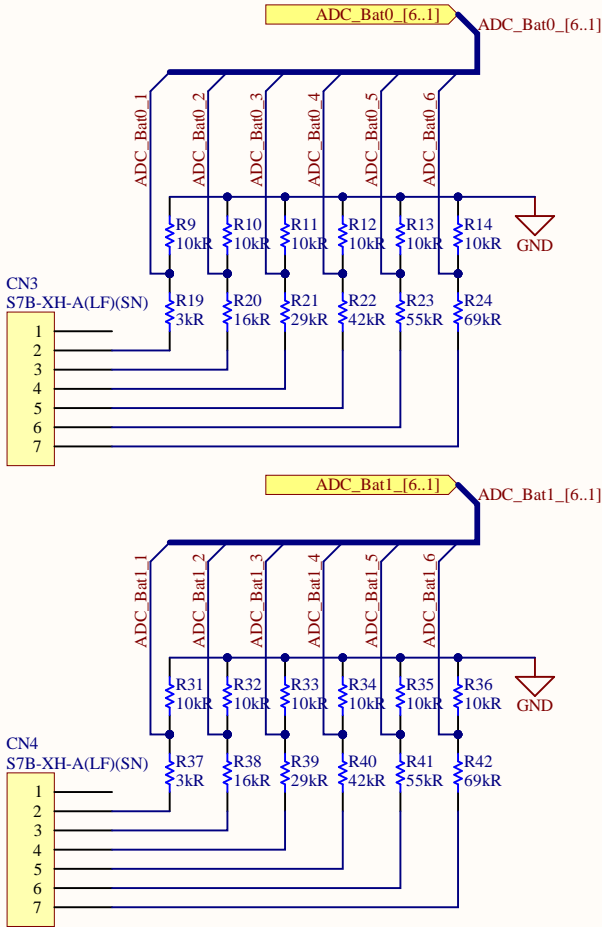 ADC_Bat0_[6..1]
ADC_Bat0_[6..1]
ADC_Bat0_1
ADC_Bat0_2
ADC_Bat0_3
ADC_Bat0_4
ADC_Bat0_5
ADC_Bat0_6
R9
10kR
R10
10kR
R11
10kR
R12
10kR
R13
10kR
R14
10kR
GND
CN3
S7B-XH-A(LF)(SN)
R19
3kR
R20
16kR
R21
29kR
R22
42kR
R23
55kR
R24
69kR
1
2
3
4
5
6
7
ADC_Bat1_[6..1]
ADC_Bat1_[6..1]
ADC_Bat1_1
ADC_Bat1_2
ADC_Bat1_3
ADC_Bat1_4
ADC_Bat1_5
ADC_Bat1_6
R31
10kR
R32
10kR
R33
10kR
R34
10kR
R35
10kR
R36
10kR
GND
CN4
S7B-XH-A(LF)(SN)
R37
3kR
R38
16kR
R39
29kR
R40
42kR
R41
55kR
R42
69kR
1
2
3
4
5
6
7